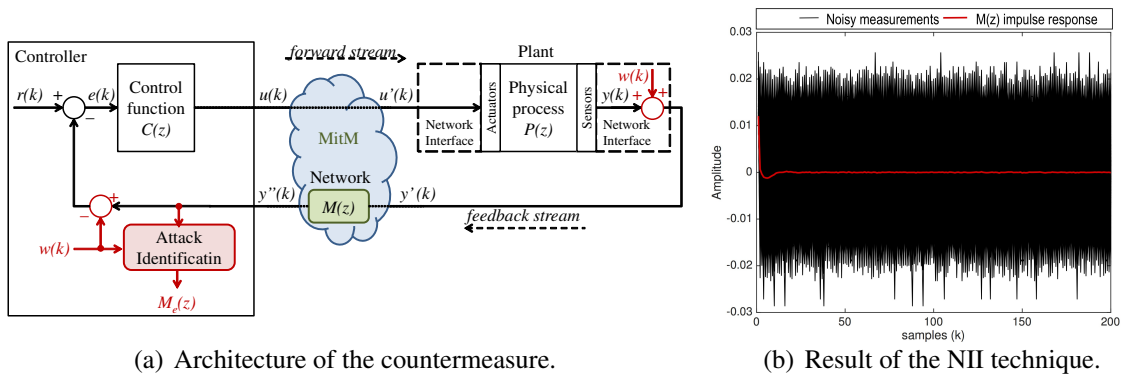 Controller
r(k)
+
−
e(k)
Control
function
C(z)
forward stream
u(k)
u'(k)
MitM
Network
M(z)
y''(k)
y'(k)
feedback stream
Plant
Network
Interface
Actuators
Physical
process
P(z)
Sensors
w(k)
y(k)
+
+
Network
Interface
+
−
w(k)
Attack
Identificatin
Mₑ(z)
(a) Architecture of the countermeasure.
Noisy measurements
M(z) impulse response
Amplitude
0.03
0.02
0.01
0
-0.01
-0.02
-0.03
0
50
100
150
200
samples (k)
(b) Result of the NII technique.